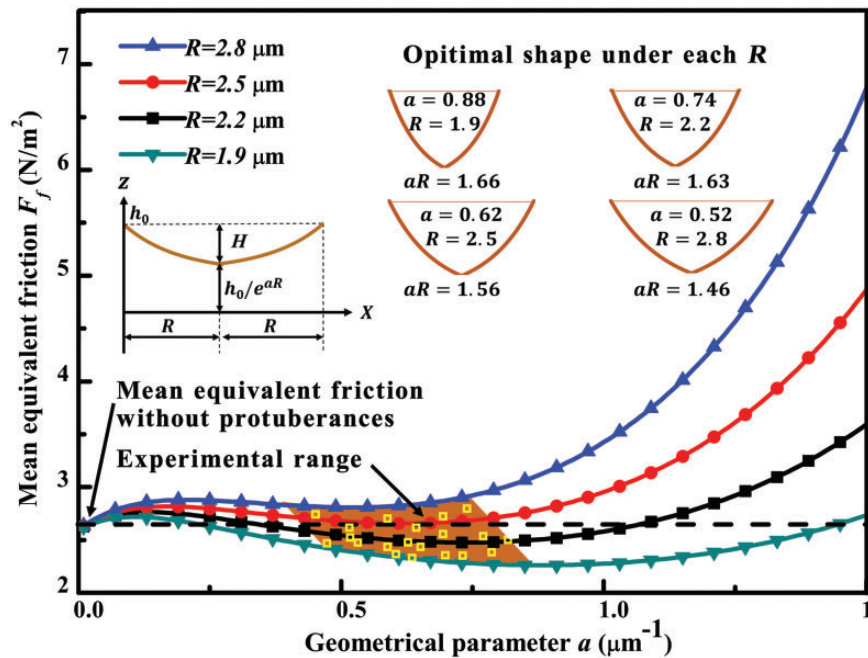 7
6
5
4
3
2
Mean equivalent friction F_f (N/m²)
R=2.8 μm
R=2.5 μm
R=2.2 μm
R=1.9 μm
Opitimal shape under each R
a = 0.88
R = 1.9
aR = 1.66
a = 0.74
R = 2.2
aR = 1.63
a = 0.62
R = 2.5
aR = 1.56
a = 0.52
R = 2.8
aR = 1.46
Z
h₀
H
h₀/e^{aR}
X
R
R
Mean equivalent friction
without protuberances
Experimental range
0.0
0.5
1.0
1
Geometrical parameter a (μm⁻¹)